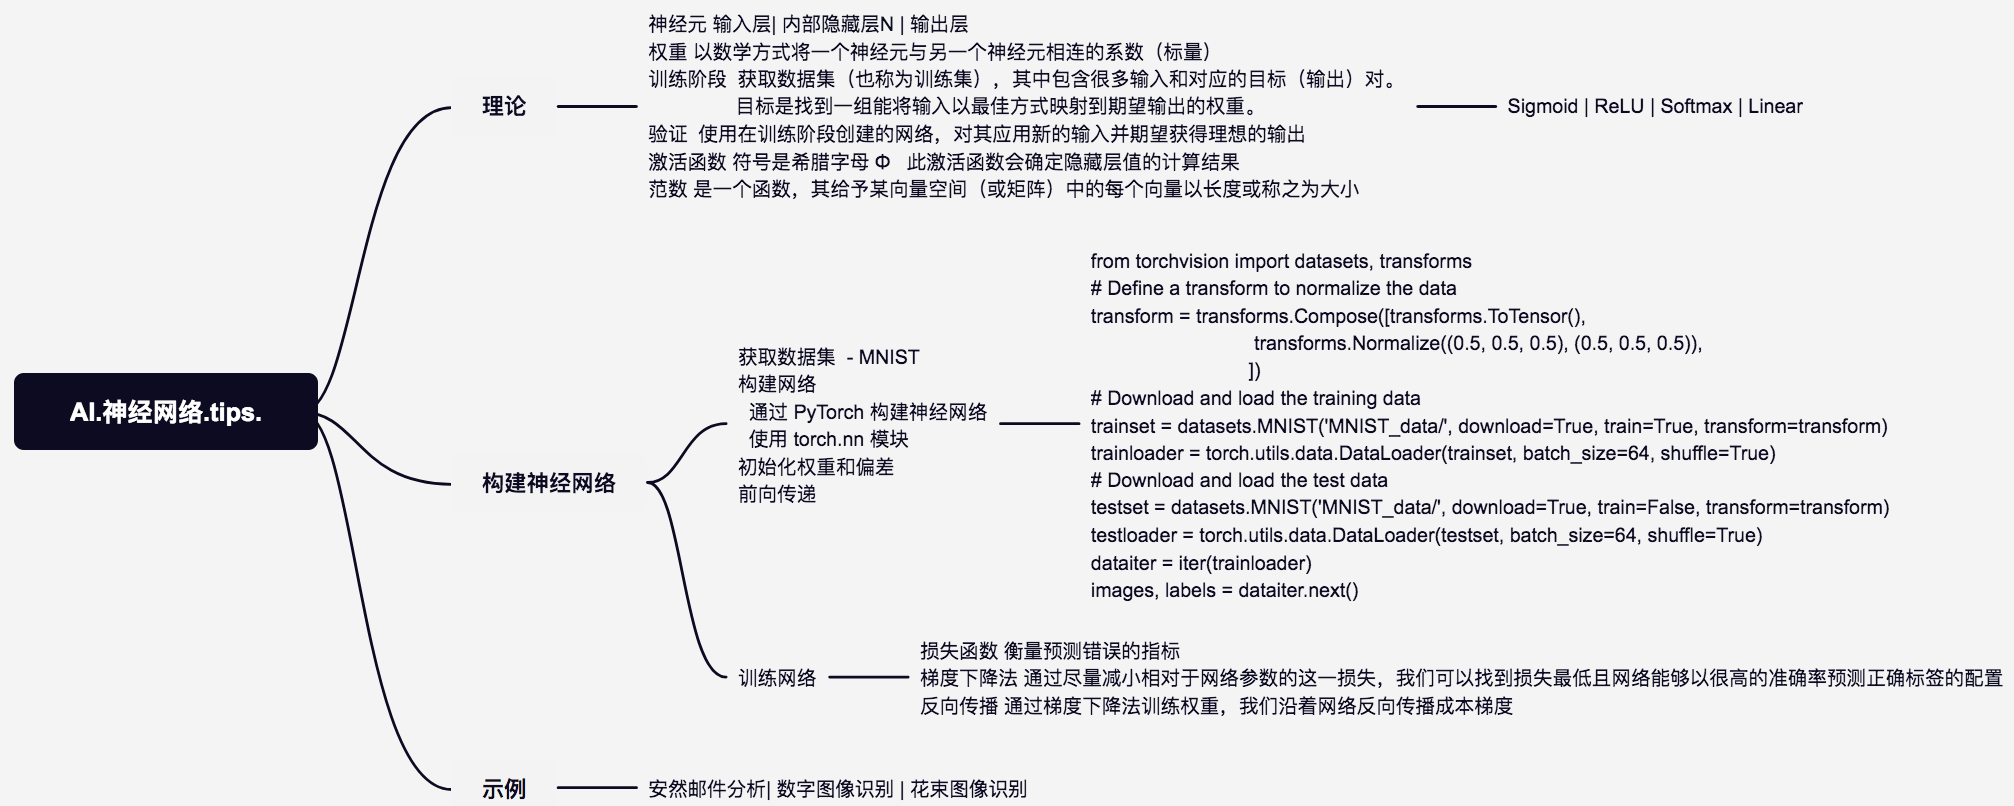 AI.神经网络.tips.
理论
神经元 输入层| 内部隐藏层N | 输出层
权重 以数学方式将一个神经元与另一个神经元相连的系数（标量）
训练阶段  获取数据集（也称为训练集），其中包含很多输入和对应的目标（输出）对。
目标是找到一组能将输入以最佳方式映射到期望输出的权重。
验证  使用在训练阶段创建的网络，对其应用新的输入并期望获得理想的输出
激活函数 符号是希腊字母 Φ   此激活函数会确定隐藏层值的计算结果
范数 是一个函数，其给予某向量空间（或矩阵）中的每个向量以长度或称之为大小
Sigmoid | ReLU | Softmax | Linear
构建神经网络
获取数据集  - MNIST
构建网络
通过 PyTorch 构建神经网络
使用 torch.nn 模块
初始化权重和偏差
前向传递
from torchvision import datasets, transforms
# Define a transform to normalize the data
transform = transforms.Compose([transforms.ToTensor(),
transforms.Normalize((0.5, 0.5, 0.5), (0.5, 0.5, 0.5)),
])
# Download and load the training data
trainset = datasets.MNIST('MNIST_data/', download=True, train=True, transform=transform)
trainloader = torch.utils.data.DataLoader(trainset, batch_size=64, shuffle=True)
# Download and load the test data
testset = datasets.MNIST('MNIST_data/', download=True, train=False, transform=transform)
testloader = torch.utils.data.DataLoader(testset, batch_size=64, shuffle=True)
dataiter = iter(trainloader)
images, labels = dataiter.next()
训练网络
损失函数 衡量预测错误的指标
梯度下降法 通过尽量减小相对于网络参数的这一损失，我们可以找到损失最低且网络能够以很高的准确率预测正确标签的配置
反向传播 通过梯度下降法训练权重，我们沿着网络反向传播成本梯度
示例
安然邮件分析| 数字图像识别 | 花束图像识别